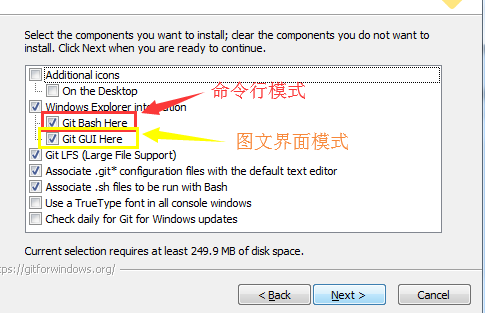 Select the components you want to install; clear the components you do not want to
install. Click Next when you are ready to continue.
Additional icons
On the Desktop
命令行模式
Windows Explorer integration
Git Bash Here
Git GUI Here
图文界面模式
Git LFS (Large File Support)
Associate .git* configuration files with the default text editor
Associate .sh files to be run with Bash
Use a TrueType font in all console windows
Check daily for Git for Windows updates
Current selection requires at least 249.9 MB of disk space.
ps://gitforwindows.org/
< Back
Next >
Cancel